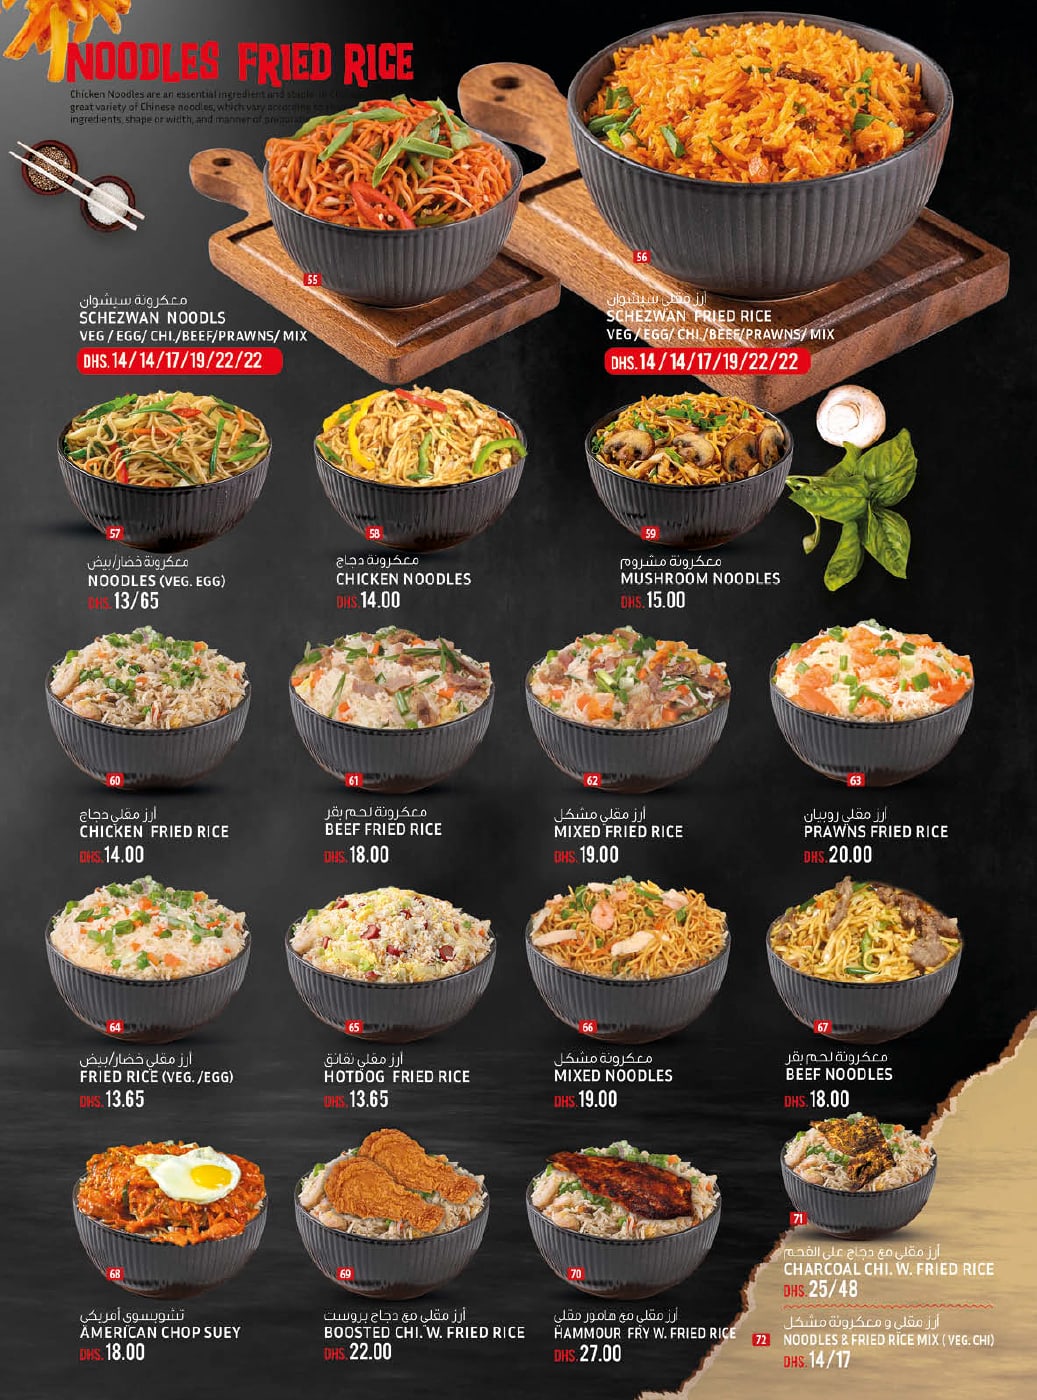 NOODLES FRIED RICE
Chicken Noodles are an essential ingredient and staple in
great variety of Chinese noodles, which vary according to
ingredients, shape or width, and manner of preparation
55
معكرونة سيشوان
SCHEZWAN NOODLS
VEG / EGG/ CHI./BEEF/PRAWNS/ MIX
DHS. 14/14/17/19/22/22
56
أرز مقلي سيشوان
SCHEZWAN FRIED RICE
VEG / EGG/ CHI./BEEF/PRAWNS/ MIX
DHS. 14/14/17/19/22/22
57
معكرونة خضار/بيض
NOODLES (VEG. EGG)
DHS. 13/65
58
معكرونة دجاج
CHICKEN NOODLES
DHS. 14.00
59
معكرونة مشروم
MUSHROOM NOODLES
DHS. 15.00
60
أرز مقلي دجاج
CHICKEN FRIED RICE
DHS. 14.00
61
معكرونة لحم بقر
BEEF FRIED RICE
DHS. 18.00
62
أرز مقلي مشكل
MIXED FRIED RICE
DHS. 19.00
63
أرز مقلي روبيان
PRAWNS FRIED RICE
DHS. 20.00
64
أرز مقلي خضار/بيض
FRIED RICE (VEG./EGG)
DHS. 13.65
65
أرز مقلي نقانق
HOTDOG FRIED RICE
DHS. 13.65
66
معكرونة مشكل
MIXED NOODLES
DHS. 19.00
67
معكرونة لحم بقر
BEEF NOODLES
DHS. 18.00
68
تشوبسوي أمريكي
AMERICAN CHOP SUEY
DHS. 18.00
69
أرز مقلي مع دجاج بروست
BOOSTED CHI. W. FRIED RICE
DHS. 22.00
70
أرز مقلي مع هامور مقلي
HAMMOUR FRY W. FRIED RICE
DHS. 27.00
71
أرز مقلي مع دجاج على الفحم
CHARCOAL CHI. W. FRIED RICE
DHS. 25/48
أرز مقلي و معكرونة مشكل
72 NOODLES & FRIED RICE MIX ( VEG. CHI)
DHS. 14/17